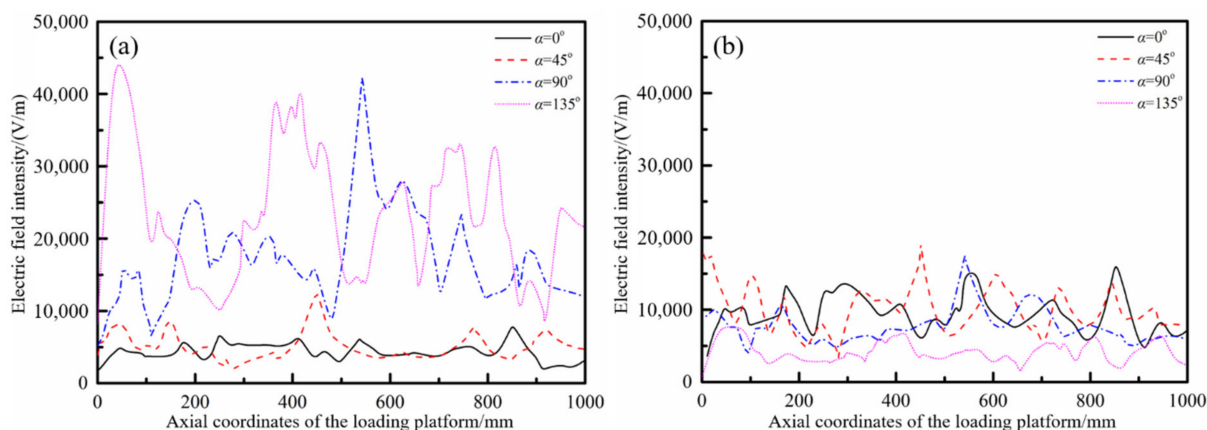 50,000
40,000
30,000
20,000
10,000
0
Electric field intensity/(V/m)
(a)
α=0°
α=45°
α=90°
α=135°
0 200 400 600 800 1000
Axial coordinates of the loading platform/mm
50,000
40,000
30,000
20,000
10,000
0
Electric field intensity/(V/m)
(b)
α=0°
α=45°
α=90°
α=135°
0 200 400 600 800 1000
Axial coordinates of the loading platform/mm